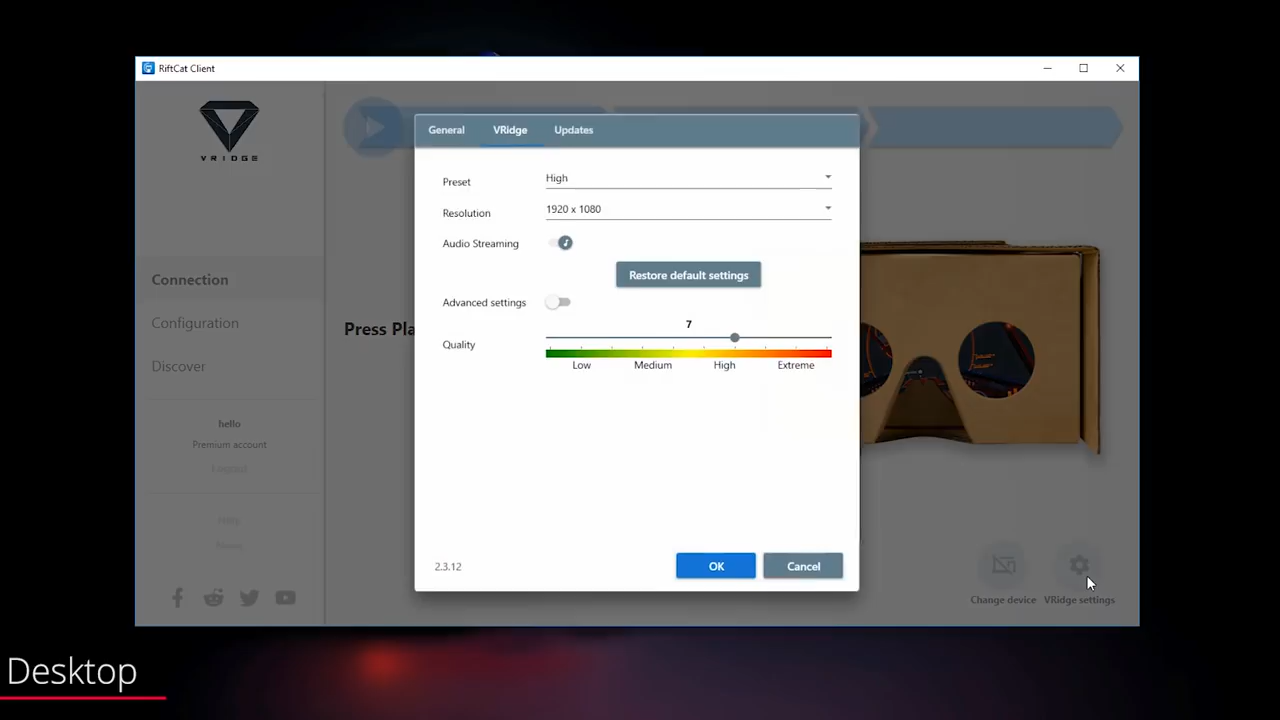 RiftCat Client
VRIDGE
General
VRidge
Updates
Preset
High
Resolution
1920 x 1080
Audio Streaming
Restore default settings
Advanced settings
7
Quality
Low
Medium
High
Extreme
2.3.12
OK
Cancel
Connection
Configuration
Discover
hello
Premium account
Logout
Press Pla
Change device
VRidge settings
Desktop